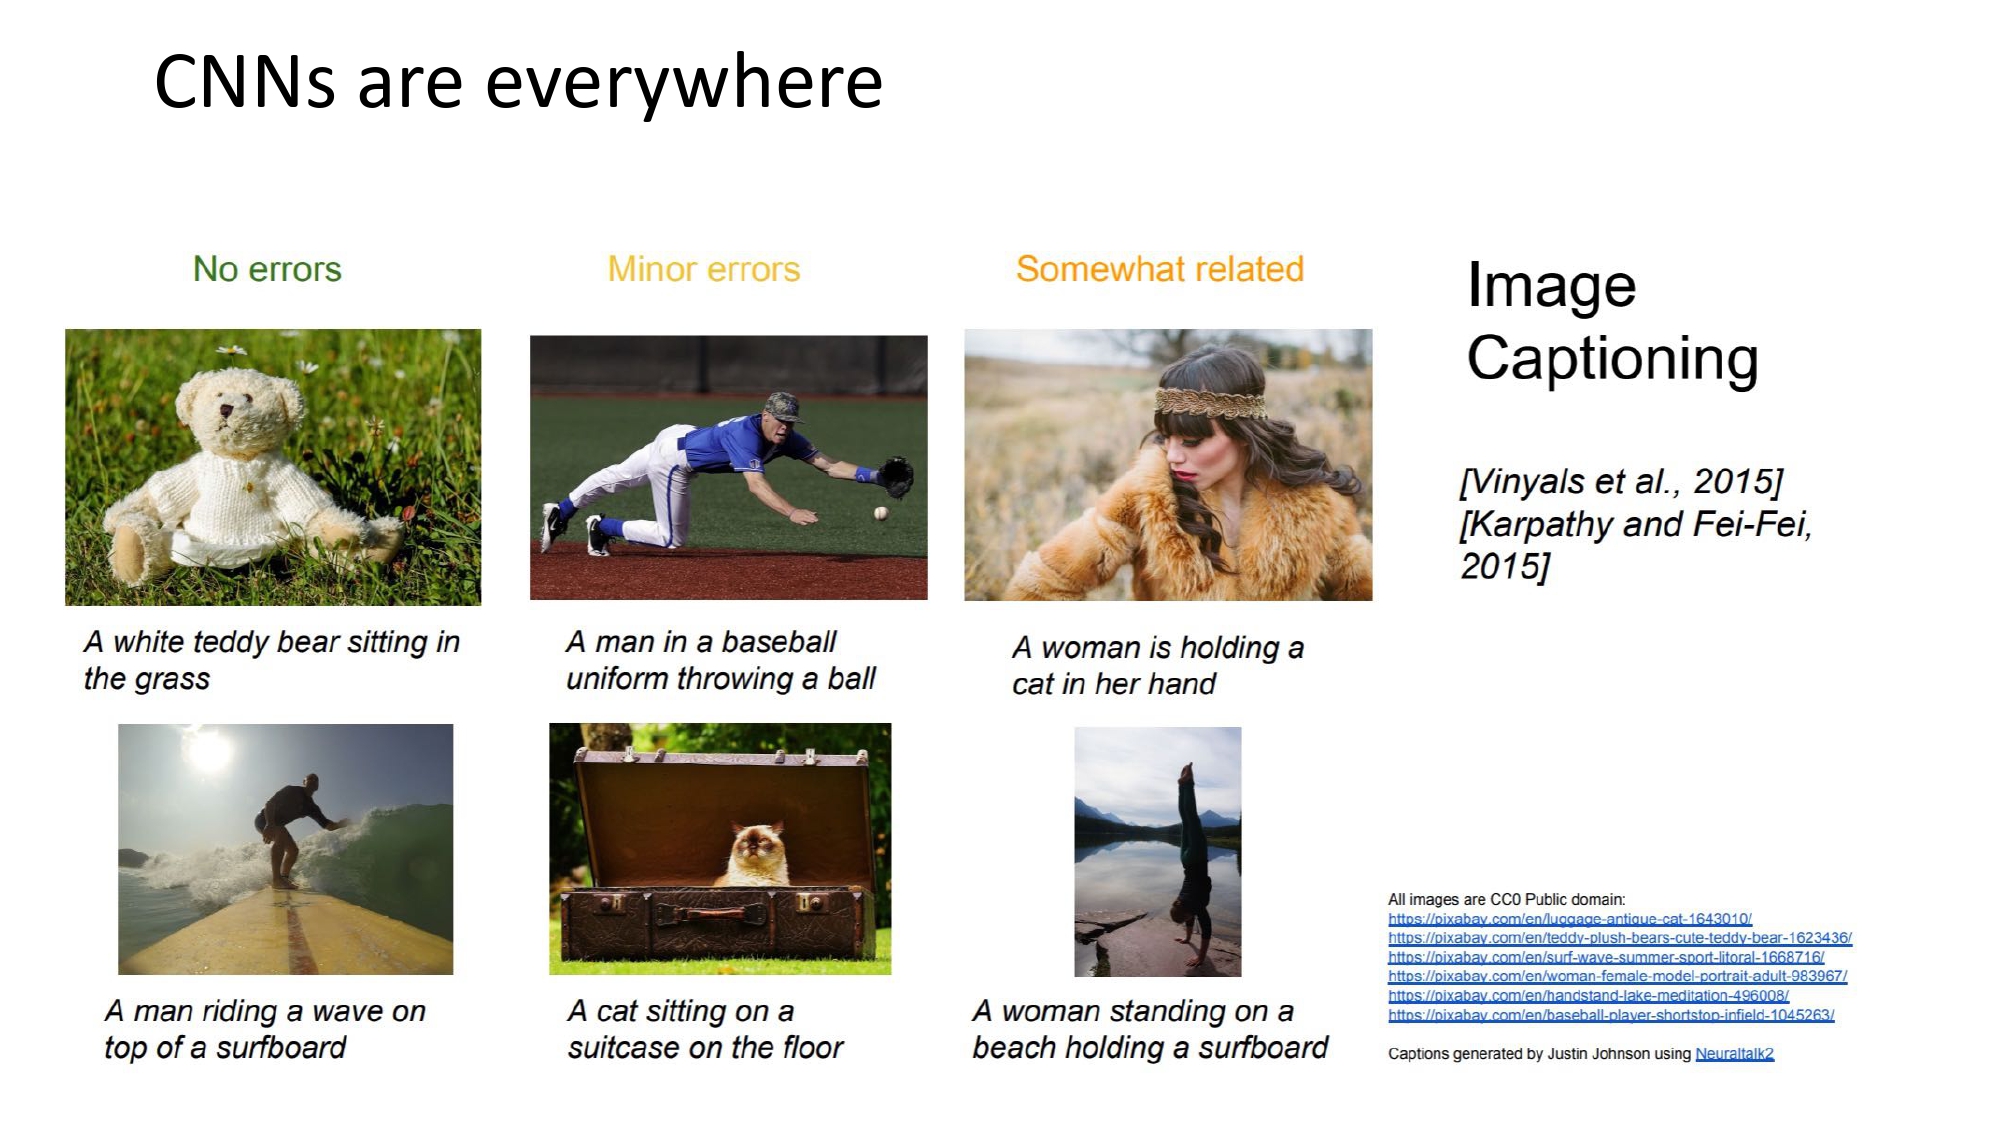 CNNs are everywhere
No errors
Minor errors
Somewhat related
Image
Captioning
[Vinyals et al., 2015]
[Karpathy and Fei-Fei,
2015]
A white teddy bear sitting in
the grass
A man in a baseball
uniform throwing a ball
A woman is holding a
cat in her hand
A man riding a wave on
top of a surfboard
A cat sitting on a
suitcase on the floor
A woman standing on a
beach holding a surfboard
All images are CC0 Public domain:
https://pixabay.com/en/luggage-antique-cat-1643010/
https://pixabay.com/en/teddy-plush-bears-cute-teddy-bear-1623436/
https://pixabay.com/en/surf-wave-summer-sport-litoral-1668716/
https://pixabay.com/en/woman-female-model-portrait-adult-983967/
https://pixabay.com/en/handstand-lake-meditation-496008/
https://pixabay.com/en/baseball-player-shortstop-infield-1045263/
Captions generated by Justin Johnson using Neuraltalk2